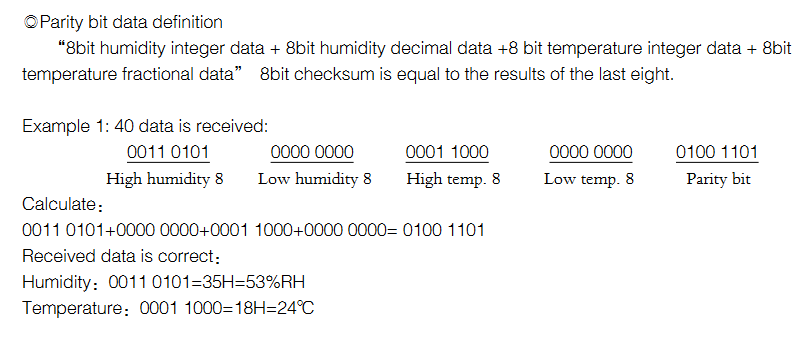 ◎Parity bit data definition
“8bit humidity integer data + 8bit humidity decimal data +8 bit temperature integer data + 8bit
temperature fractional data” 8bit checksum is equal to the results of the last eight.
Example 1: 40 data is received:
0011 0101 0000 0000 0001 1000 0000 0000 0100 1101
High humidity 8 Low humidity 8 High temp. 8 Low temp. 8 Parity bit
Calculate：
0011 0101+0000 0000+0001 1000+0000 0000= 0100 1101
Received data is correct：
Humidity：0011 0101=35H=53%RH
Temperature：0001 1000=18H=24℃